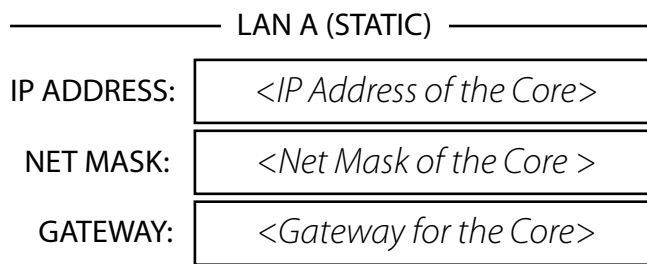 LAN A (STATIC)
IP ADDRESS: <IP Address of the Core>
NET MASK: <Net Mask of the Core >
GATEWAY: <Gateway for the Core>